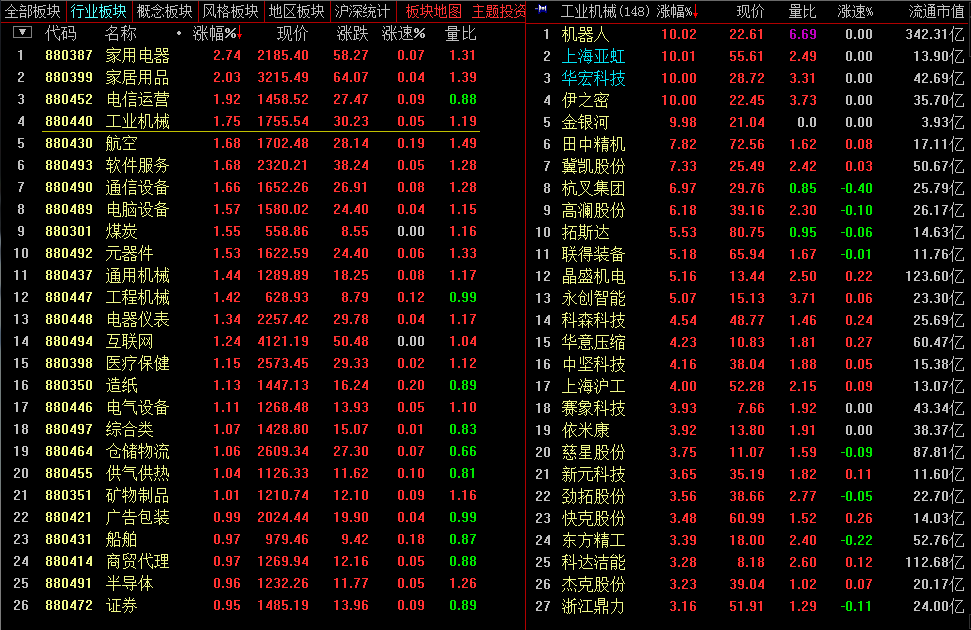 全部板块 行业板块 概念板块 风格板块 地区板块 沪深统计 板块地图 主题投资
代码 名称 • 涨幅%↓ 现价 涨跌 涨速% 量比
1 880387 家用电器 2.74 2185.40 58.27 0.07 1.31
2 880399 家居用品 2.03 3215.49 64.07 0.04 1.39
3 880452 电信运营 1.92 1458.52 27.47 0.09 0.88
4 880440 工业机械 1.75 1755.54 30.23 0.05 1.19
5 880430 航空 1.68 1702.48 28.14 0.19 1.49
6 880493 软件服务 1.68 2320.21 38.24 0.05 1.28
7 880490 通信设备 1.66 1652.26 26.91 0.08 1.28
8 880489 电脑设备 1.57 1580.02 24.40 0.04 1.15
9 880301 煤炭 1.55 558.86 8.55 0.00 1.16
10 880492 元器件 1.53 1622.59 24.40 0.06 1.33
11 880437 通用机械 1.44 1289.89 18.25 0.08 1.17
12 880447 工程机械 1.42 628.93 8.79 0.12 0.99
13 880448 电器仪表 1.34 2257.42 29.78 0.04 1.17
14 880494 互联网 1.24 4121.19 50.48 0.00 1.04
15 880398 医疗保健 1.15 2573.45 29.33 0.02 1.12
16 880350 造纸 1.13 1447.13 16.24 0.20 0.89
17 880446 电气设备 1.11 1268.48 13.93 0.05 1.10
18 880497 综合类 1.07 1428.80 15.07 0.01 0.83
19 880464 仓储物流 1.06 2609.34 27.30 0.07 0.66
20 880455 供气供热 1.04 1126.33 11.62 0.10 0.81
21 880351 矿物制品 1.01 1210.74 12.10 0.09 1.16
22 880421 广告包装 0.99 2024.44 19.90 0.04 0.99
23 880431 船舶 0.97 979.46 9.42 0.18 0.87
24 880414 商贸代理 0.97 1269.94 12.16 0.05 0.88
25 880491 半导体 0.96 1232.26 11.77 0.05 1.26
26 880472 证券 0.95 1485.19 13.96 0.09 0.89
工业机械(148) 涨幅%↓ 现价 量比 涨速% 流通市值
1 机器人 10.02 22.61 6.69 0.00 342.31亿
2 上海亚虹 10.01 55.61 2.49 0.00 13.90亿
3 华宏科技 10.00 28.72 3.31 0.00 42.69亿
4 伊之密 10.00 22.45 3.73 0.00 35.70亿
5 金银河 9.98 21.04 0.0 0.00 3.93亿
6 田中精机 7.82 72.56 1.62 0.08 17.11亿
7 冀凯股份 7.33 25.49 2.42 0.03 50.67亿
8 杭叉集团 6.97 29.76 0.85 -0.40 25.79亿
9 高澜股份 6.18 39.16 2.30 -0.10 26.17亿
10 拓斯达 5.53 80.75 0.95 -0.06 14.63亿
11 联得装备 5.18 65.94 1.67 -0.01 11.76亿
12 晶盛机电 5.16 13.44 2.50 0.22 123.60亿
13 永创智能 5.07 15.13 3.71 0.06 23.30亿
14 科森科技 4.54 48.77 1.46 0.24 25.69亿
15 华意压缩 4.23 10.83 1.81 0.27 60.47亿
16 中坚科技 4.16 38.04 1.88 0.05 15.38亿
17 上海沪工 4.00 52.28 2.15 0.09 13.07亿
18 赛象科技 3.93 7.66 1.92 0.00 43.34亿
19 依米康 3.92 13.80 1.91 0.00 38.37亿
20 慈星股份 3.75 11.07 1.59 -0.09 87.81亿
21 新元科技 3.65 35.19 1.82 0.11 11.60亿
22 劲拓股份 3.56 38.66 2.77 -0.05 22.70亿
23 快克股份 3.48 60.99 1.52 0.26 14.03亿
24 东方精工 3.39 18.00 2.40 -0.22 52.76亿
25 科达洁能 3.28 8.18 2.60 0.12 112.68亿
26 杰克股份 3.23 39.04 1.02 0.07 20.17亿
27 浙江鼎力 3.16 51.91 1.29 -0.11 24.00亿